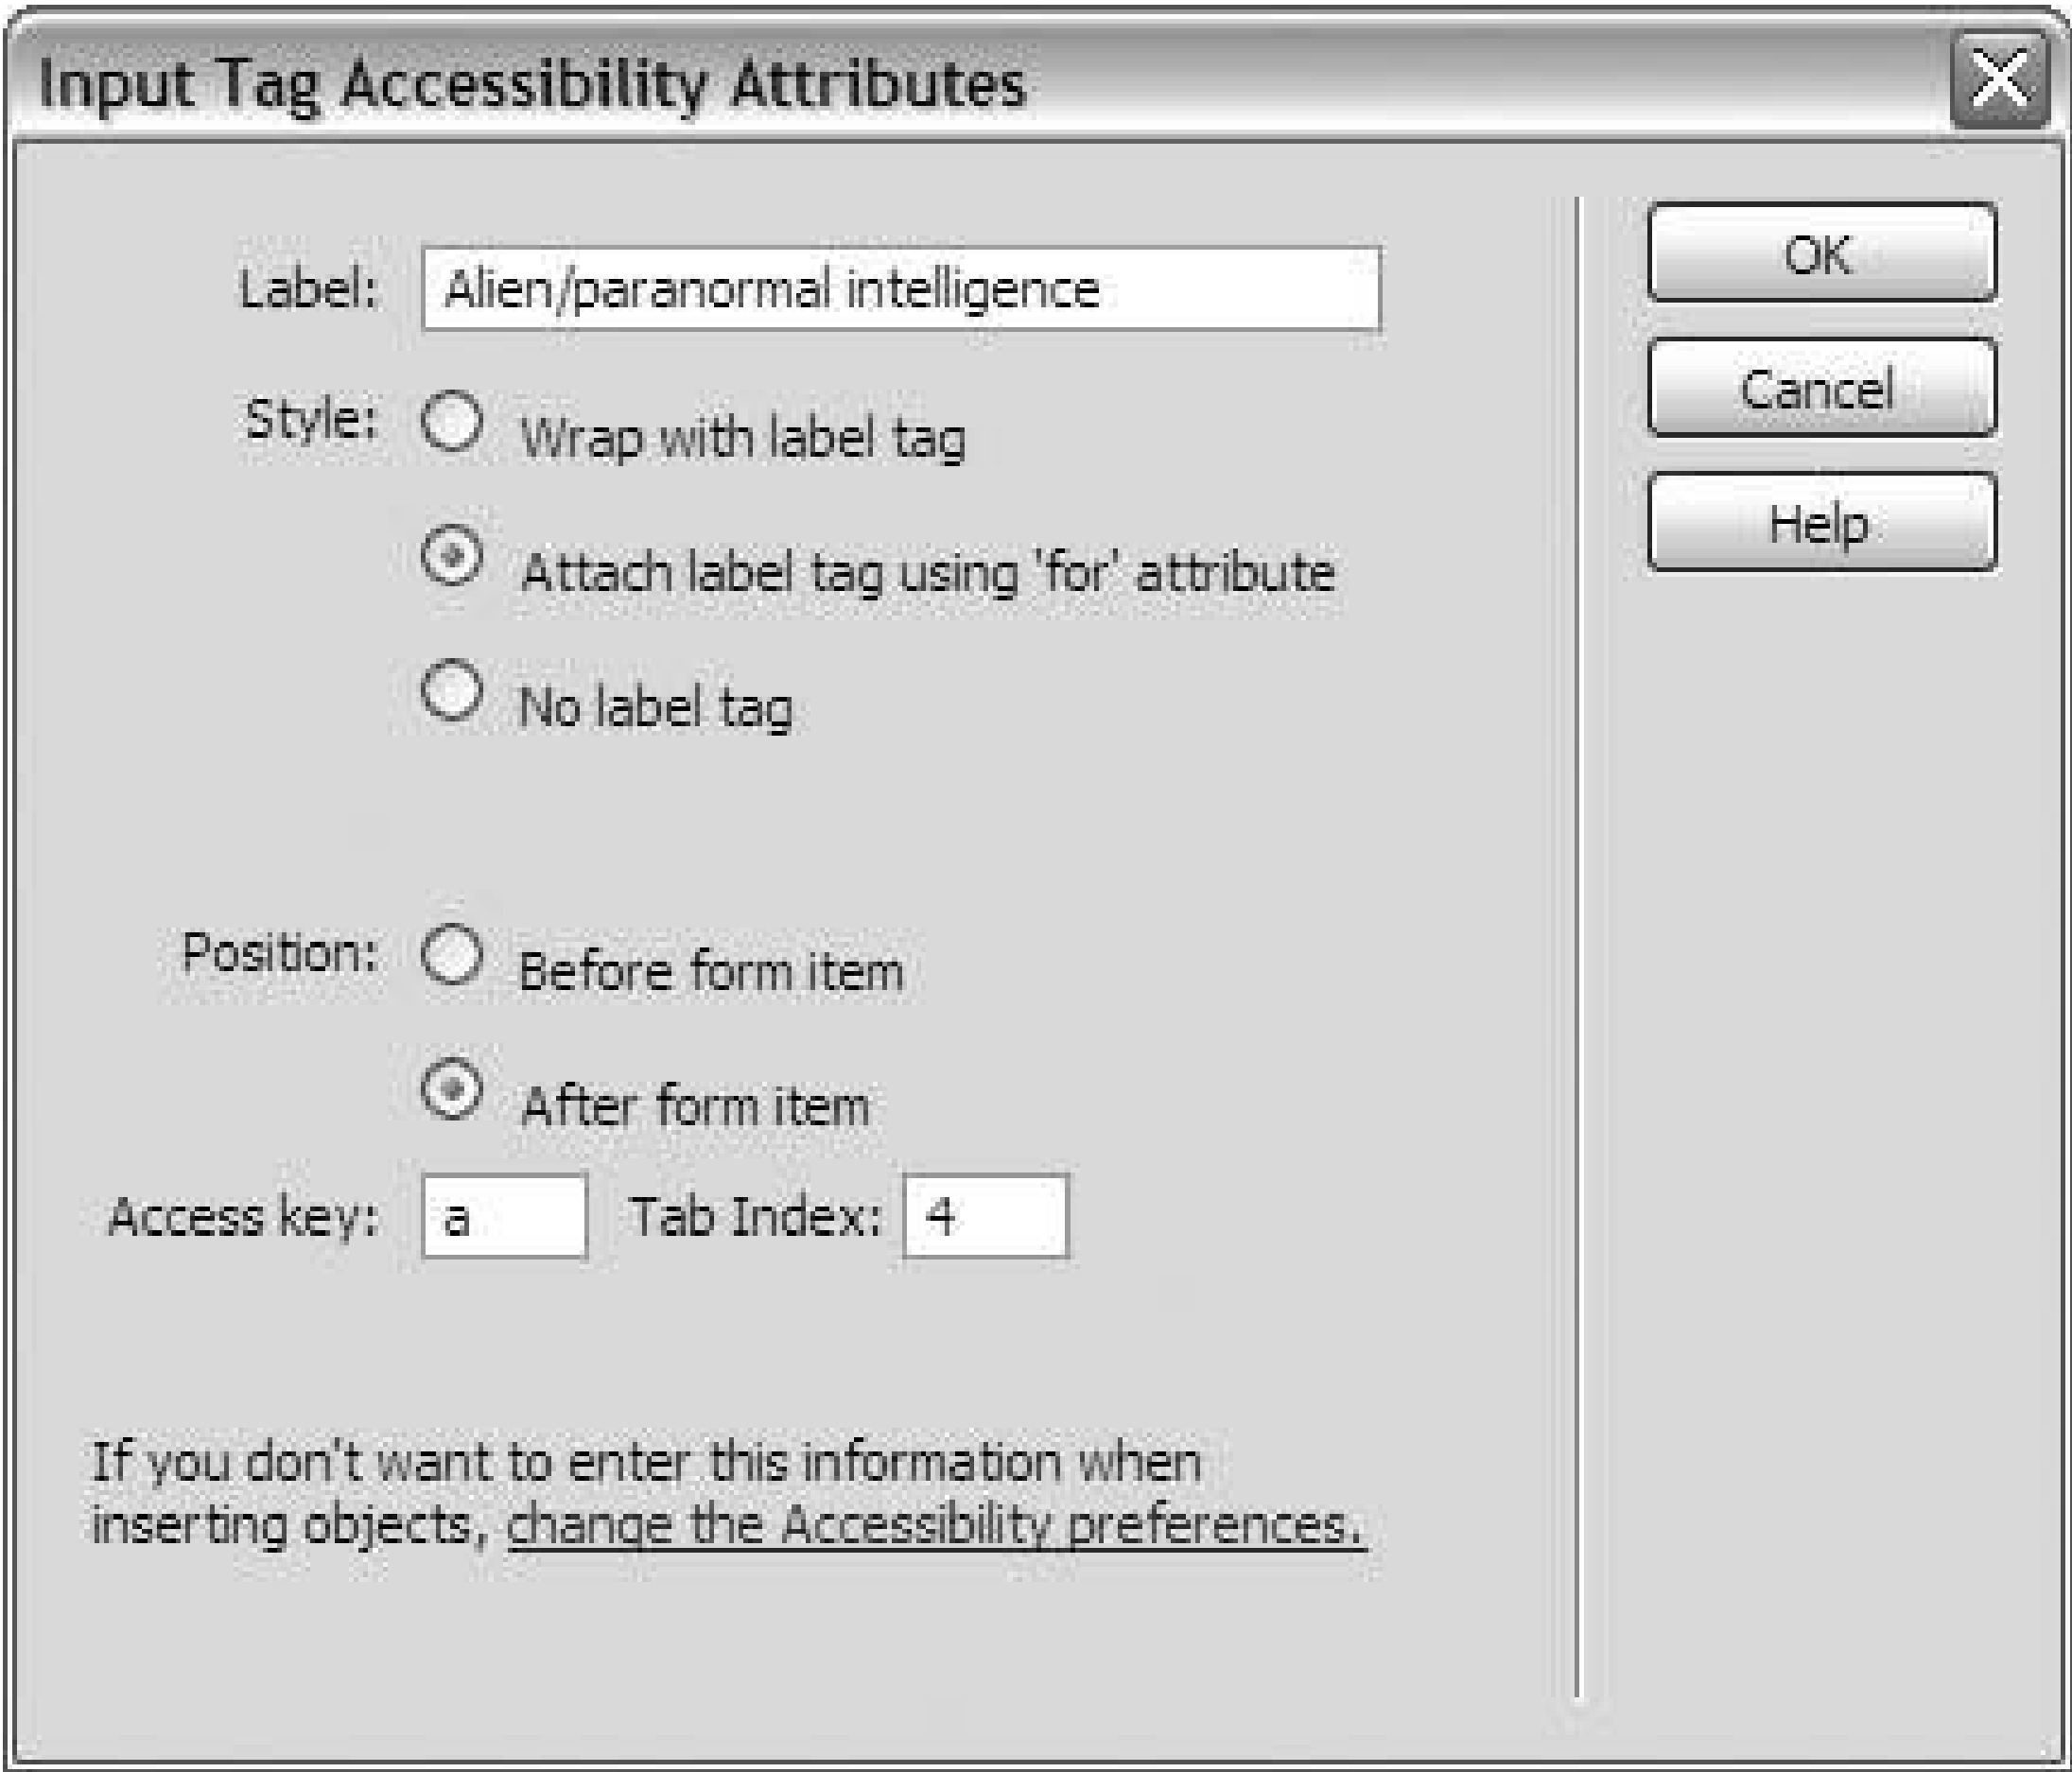 Input Tag Accessibility Attributes
Label: Alien/paranormal intelligence
Style: Wrap with label tag
Attach label tag using 'for' attribute
No label tag
Position: Before form item
After form item
Access key: a Tab Index: 4
If you don't want to enter this information when
inserting objects, change the Accessibility preferences.
OK
Cancel
Help